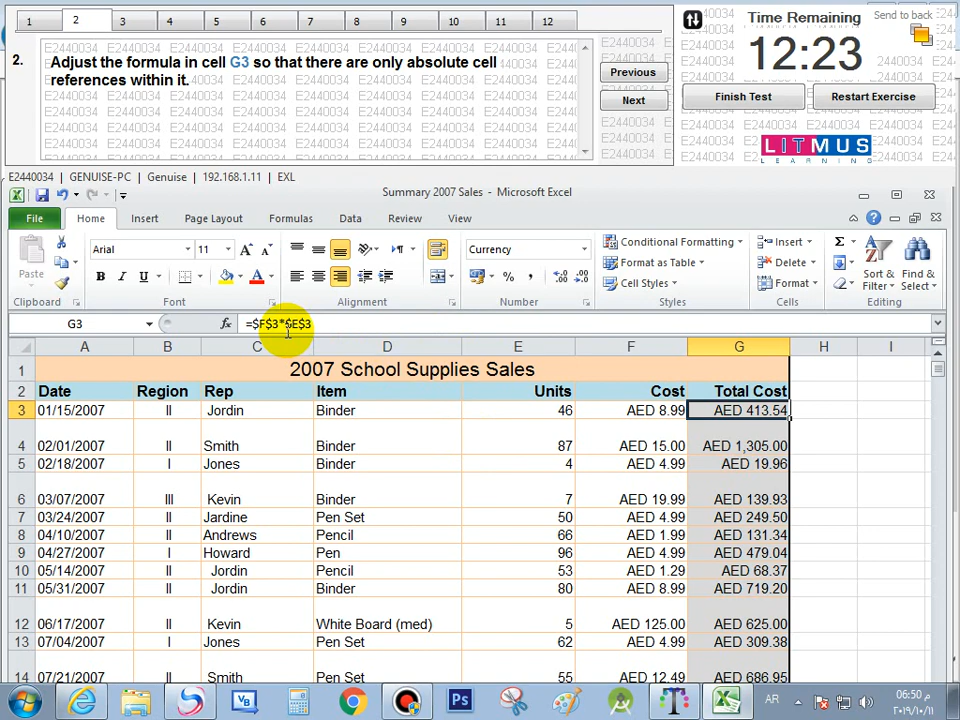 1 2 3 4 5 6 7 8 9 10 11 12
2. Adjust the formula in cell G3 so that there are only absolute cell
references within it.
Previous
Next
Time Remaining
Send to back
12:23
Finish Test
Restart Exercise
LITMUS
LEARNING
E2440034 | GENUISE-PC | Genuise | 192.168.1.11 | EXL
Summary 2007 Sales - Microsoft Excel
File Home Insert Page Layout Formulas Data Review View
Paste
Arial 11
B I U
Currency
Conditional Formatting
Format as Table
Cell Styles
Insert
Delete
Format
Sort & Filter
Find & Select
Clipboard Font Alignment Number Styles Cells Editing
G3 fx =$F$3*$E$3
A B C D E F G H I
1 2007 School Supplies Sales
2 Date Region Rep Item Units Cost Total Cost
3 01/15/2007 II Jordin Binder 46 AED 8.99 AED 413.54
4 02/01/2007 II Smith Binder 87 AED 15.00 AED 1,305.00
5 02/18/2007 I Jones Binder 4 AED 4.99 AED 19.96
6 03/07/2007 III Kevin Binder 7 AED 19.99 AED 139.93
7 03/24/2007 II Jardine Pen Set 50 AED 4.99 AED 249.50
8 04/10/2007 II Andrews Pencil 66 AED 1.99 AED 131.34
9 04/27/2007 I Howard Pen 96 AED 4.99 AED 479.04
10 05/14/2007 II Jordin Pencil 53 AED 1.29 AED 68.37
11 05/31/2007 II Jordin Binder 80 AED 8.99 AED 719.20
12 06/17/2007 II Kevin White Board (med) 5 AED 125.00 AED 625.00
13 07/04/2007 I Jones Pen Set 62 AED 4.99 AED 309.38
14 07/21/2007 II Smith Pen Set 55 AED 12.49 AED 686.95
AR
06:50 م
٢٠١٩/١٠/١١